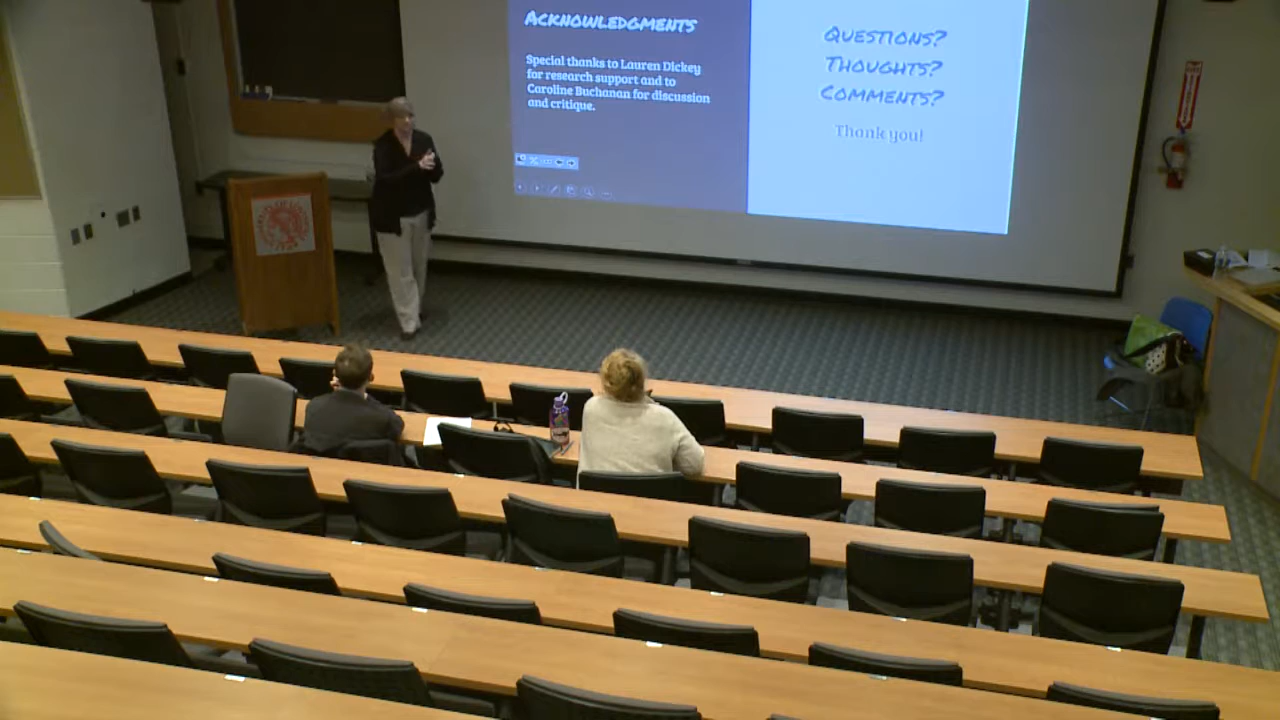 Acknowledgments
Special thanks to Lauren Dickey
for research support and to
Caroline Buchanan for discussion
and critique.
Questions?
Thoughts?
Comments?
Thank you!